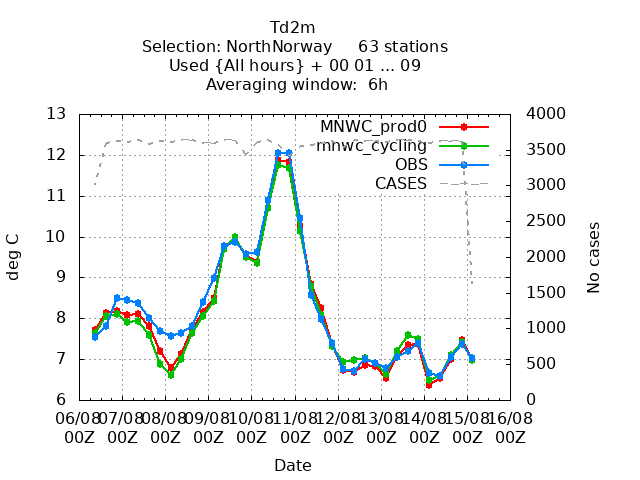 Td2m
Selection: NorthNorway 63 stations
Used {All hours} + 00 01 ... 09
Averaging window: 6h
13
12
11
10
9
8
7
6
4000
3500
3000
2500
2000
1500
1000
500
0
MNWC_prod0
mnwc_cycling
OBS
CASES
deg C
No cases
06/08 07/08 08/08 09/08 10/08 11/08 12/08 13/08 14/08 15/08 16/08
00Z 00Z 00Z 00Z 00Z 00Z 00Z 00Z 00Z 00Z 00Z
Date